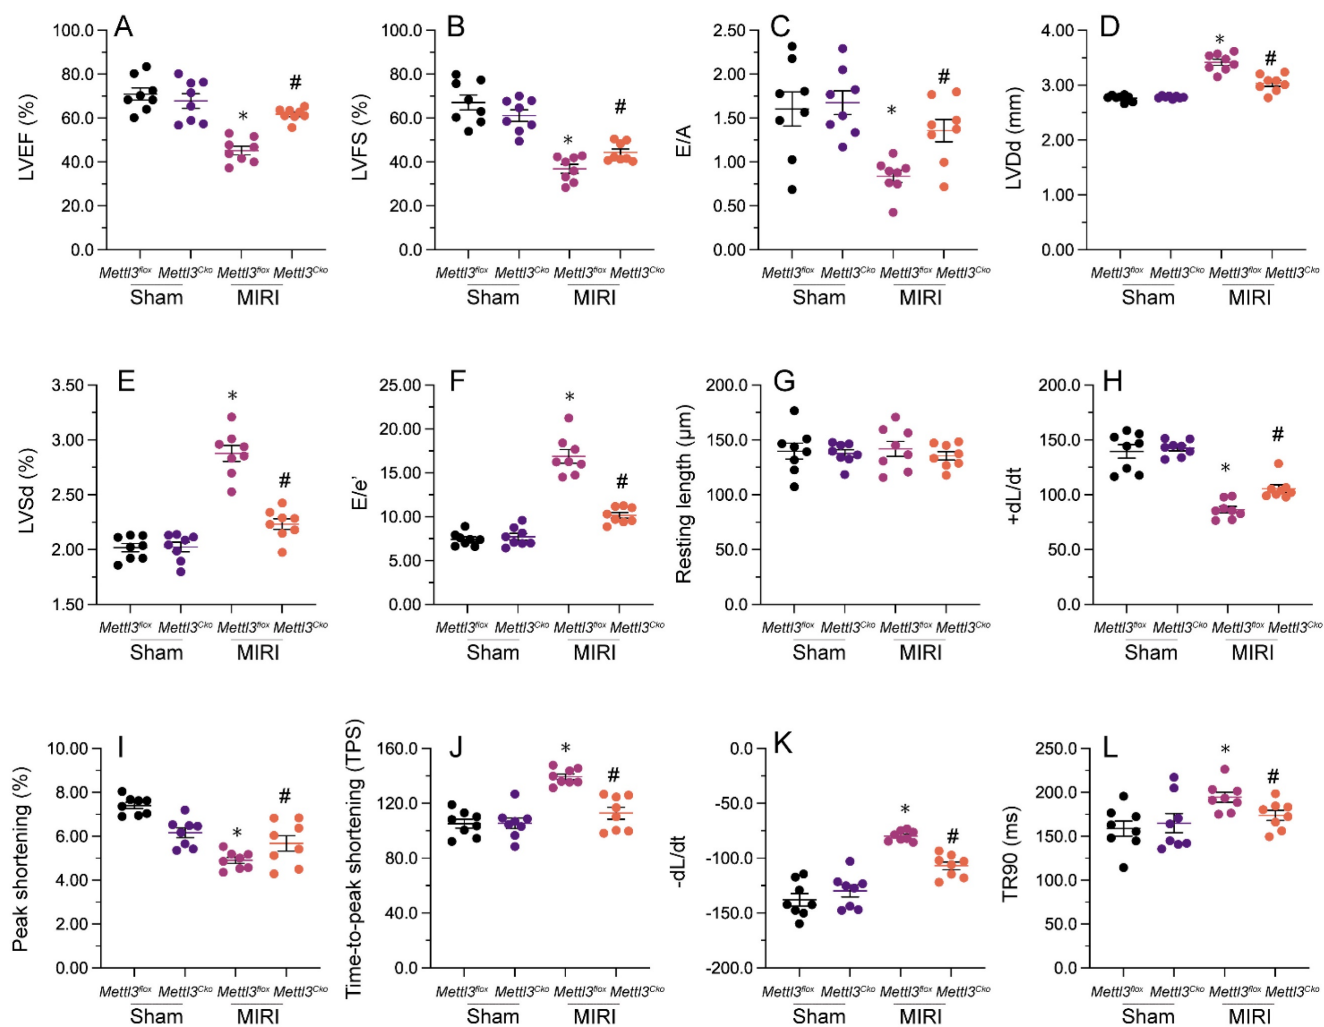 A
LVEF (%)
100.0
80.0
60.0
40.0
20.0
0.0
*
#
Mettl3flox Mettl3Cko Mettl3flox Mettl3Cko
Sham MIRI
B
LVFS (%)
100.0
80.0
60.0
40.0
20.0
0.0
*
#
Mettl3flox Mettl3Cko Mettl3flox Mettl3Cko
Sham MIRI
C
E/A
2.50
2.00
1.50
1.00
0.50
0.00
*
#
Mettl3flox Mettl3Cko Mettl3flox Mettl3Cko
Sham MIRI
D
LVDd (mm)
4.00
3.00
2.00
1.00
0.00
*
#
Mettl3flox Mettl3Cko Mettl3flox Mettl3Cko
Sham MIRI
E
LVSd (%)
3.50
3.00
2.50
2.00
1.50
*
#
Mettl3flox Mettl3Cko Mettl3flox Mettl3Cko
Sham MIRI
F
E/e'
25.00
20.00
15.00
10.00
5.00
0.00
*
#
Mettl3flox Mettl3Cko Mettl3flox Mettl3Cko
Sham MIRI
G
Resting length (μm)
200.0
150.0
100.0
50.0
0.0
Mettl3flox Mettl3Cko Mettl3flox Mettl3Cko
Sham MIRI
H
+dL/dt
200.0
150.0
100.0
50.0
0.0
*
#
Mettl3flox Mettl3Cko Mettl3flox Mettl3Cko
Sham MIRI
I
Peak shortening (%)
10.00
8.00
6.00
4.00
2.00
0.00
*
#
Mettl3flox Mettl3Cko Mettl3flox Mettl3Cko
Sham MIRI
J
Time-to-peak shortening (TPS)
160.0
120.0
80.0
40.0
0.0
*
#
Mettl3flox Mettl3Cko Mettl3flox Mettl3Cko
Sham MIRI
K
-dL/dt
0.0
-50.0
-100.0
-150.0
-200.0
*
#
Mettl3flox Mettl3Cko Mettl3flox Mettl3Cko
Sham MIRI
L
TR90 (ms)
250.0
200.0
150.0
100.0
50.0
0.0
*
#
Mettl3flox Mettl3Cko Mettl3flox Mettl3Cko
Sham MIRI